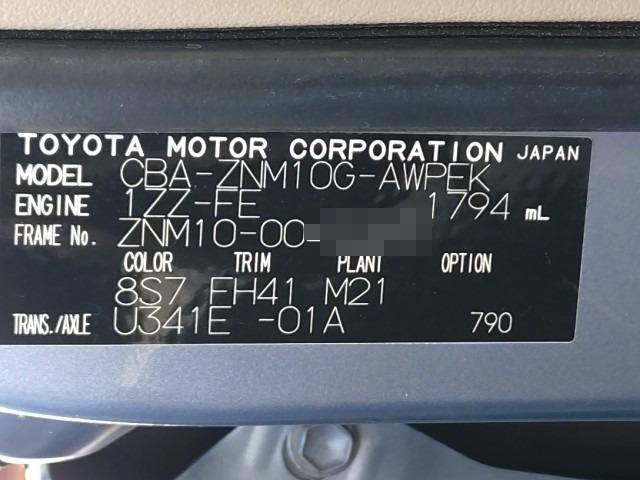 TOYOTA MOTOR CORPORATION JAPAN
MODEL CBA-ZNM10G-AWPEK
ENGINE 1ZZ-FE 1794 mL
FRAME No. ZNM10-00
COLOR TRIM PLANT OPTION
8S7 FH41 M21
TRANS./AXLE U341E -01A 790